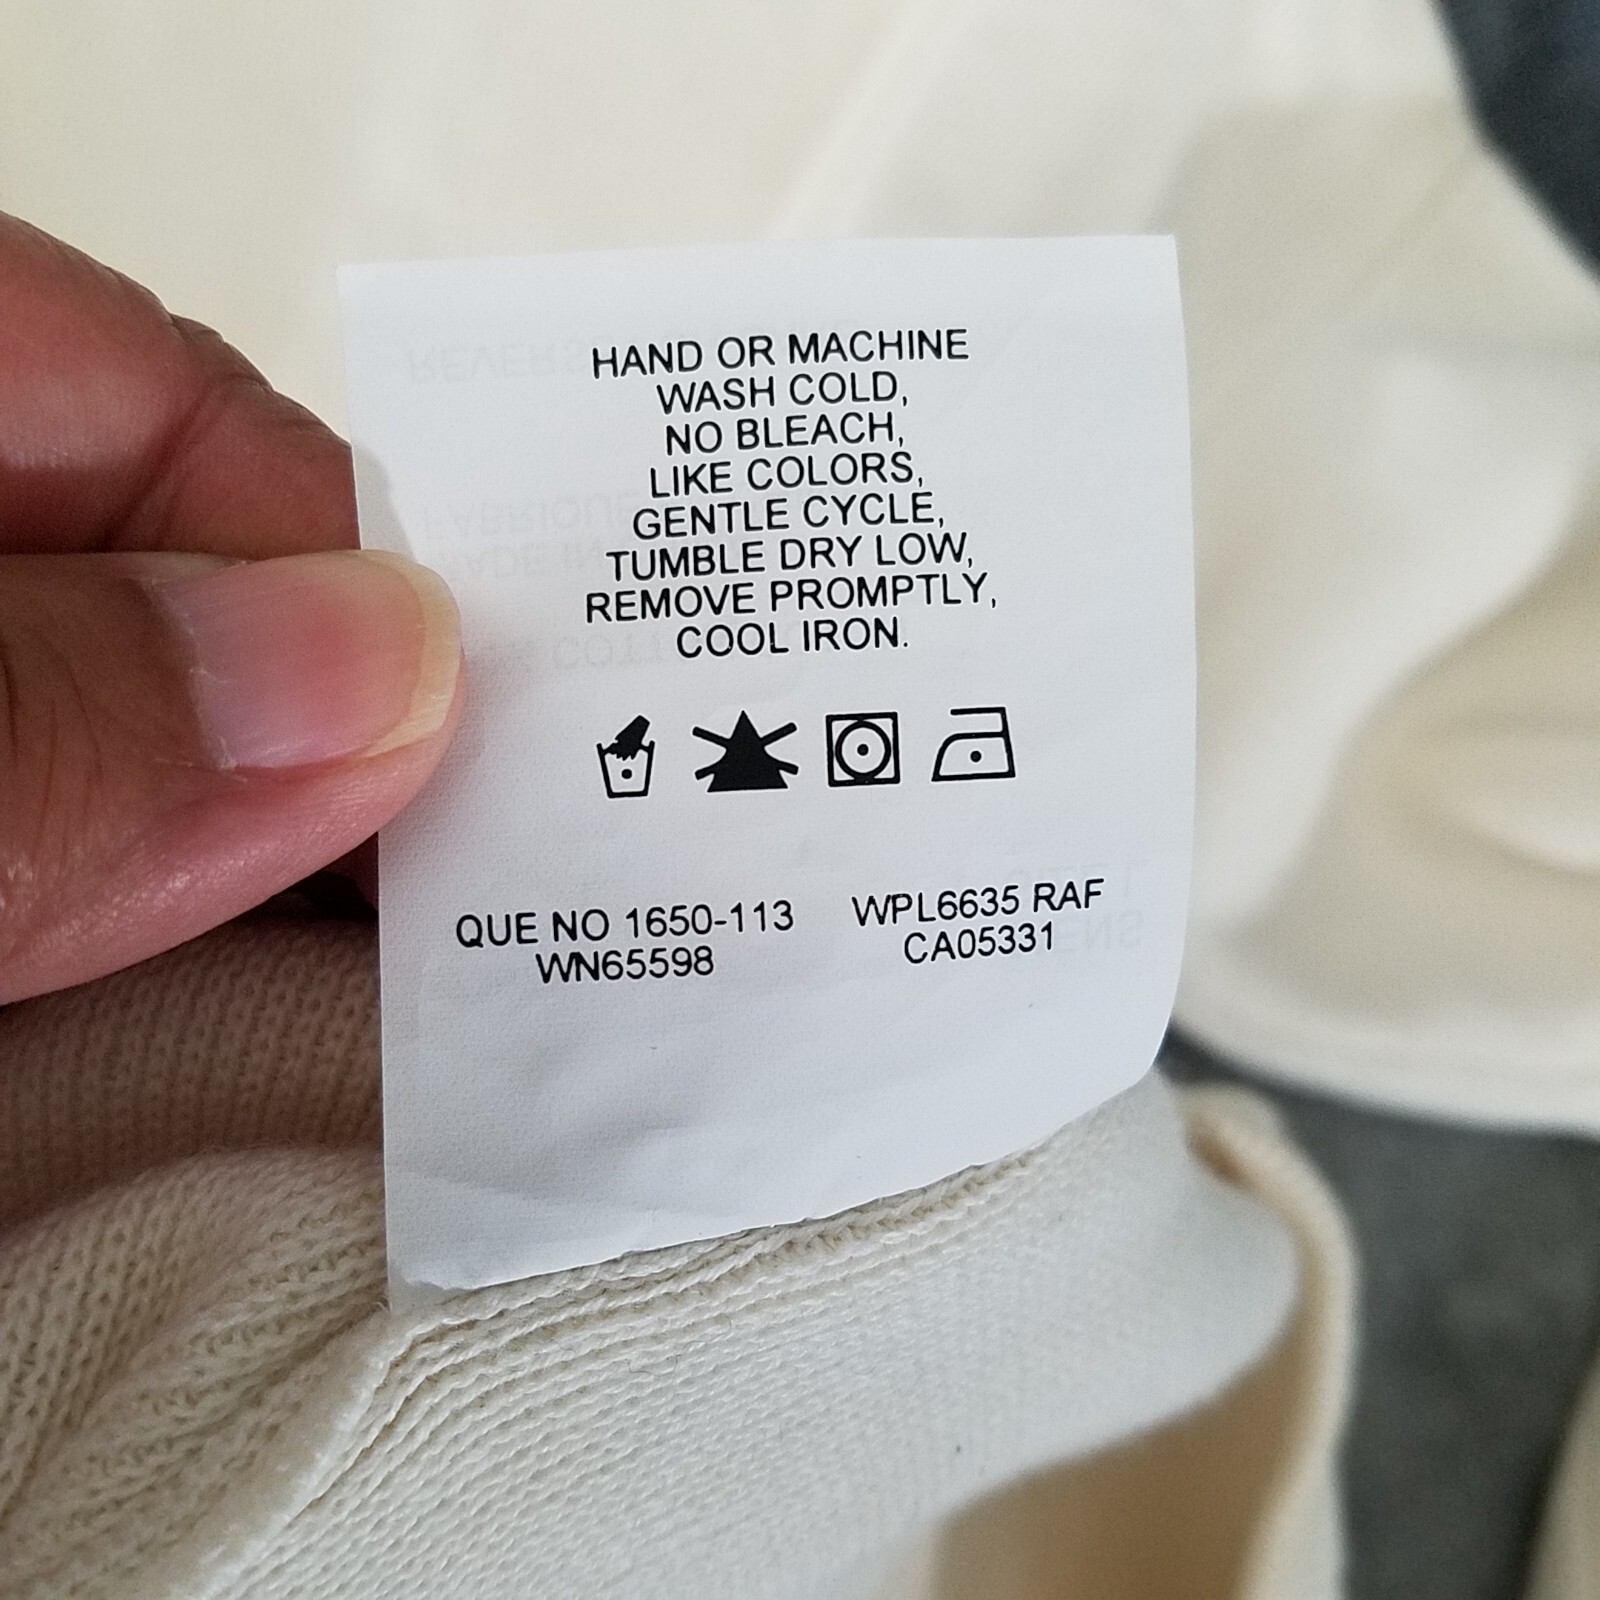 HAND OR MACHINE
WASH COLD,
NO BLEACH,
LIKE COLORS,
GENTLE CYCLE,
TUMBLE DRY LOW,
REMOVE PROMPTLY,
COOL IRON.
QUE NO 1650-113 WPL6635 RAF
WN65598 CA05331